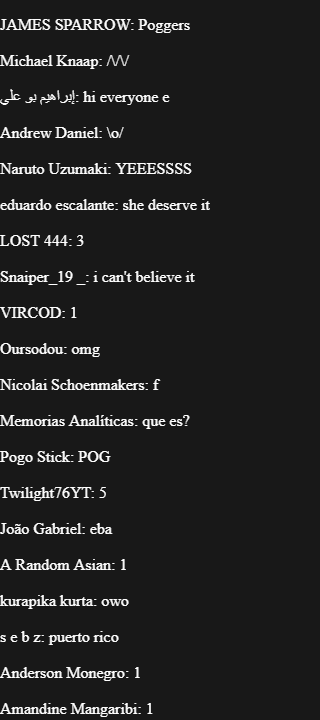 JAMES SPARROW: Poggers
Michael Knaap: /\/\/
إبراهيم بو علي: hi everyone e
Andrew Daniel: \o/
Naruto Uzumaki: YEEESSSS
eduardo escalante: she deserve it
LOST 444: 3
Snaiper_19 _: i can't believe it
VIRCOD: 1
Oursodou: omg
Nicolai Schoenmakers: f
Memorias Analíticas: que es?
Pogo Stick: POG
Twilight76YT: 5
João Gabriel: eba
A Random Asian: 1
kurapika kurta: owo
s e b z: puerto rico
Anderson Monegro: 1
Amandine Mangaribi: 1